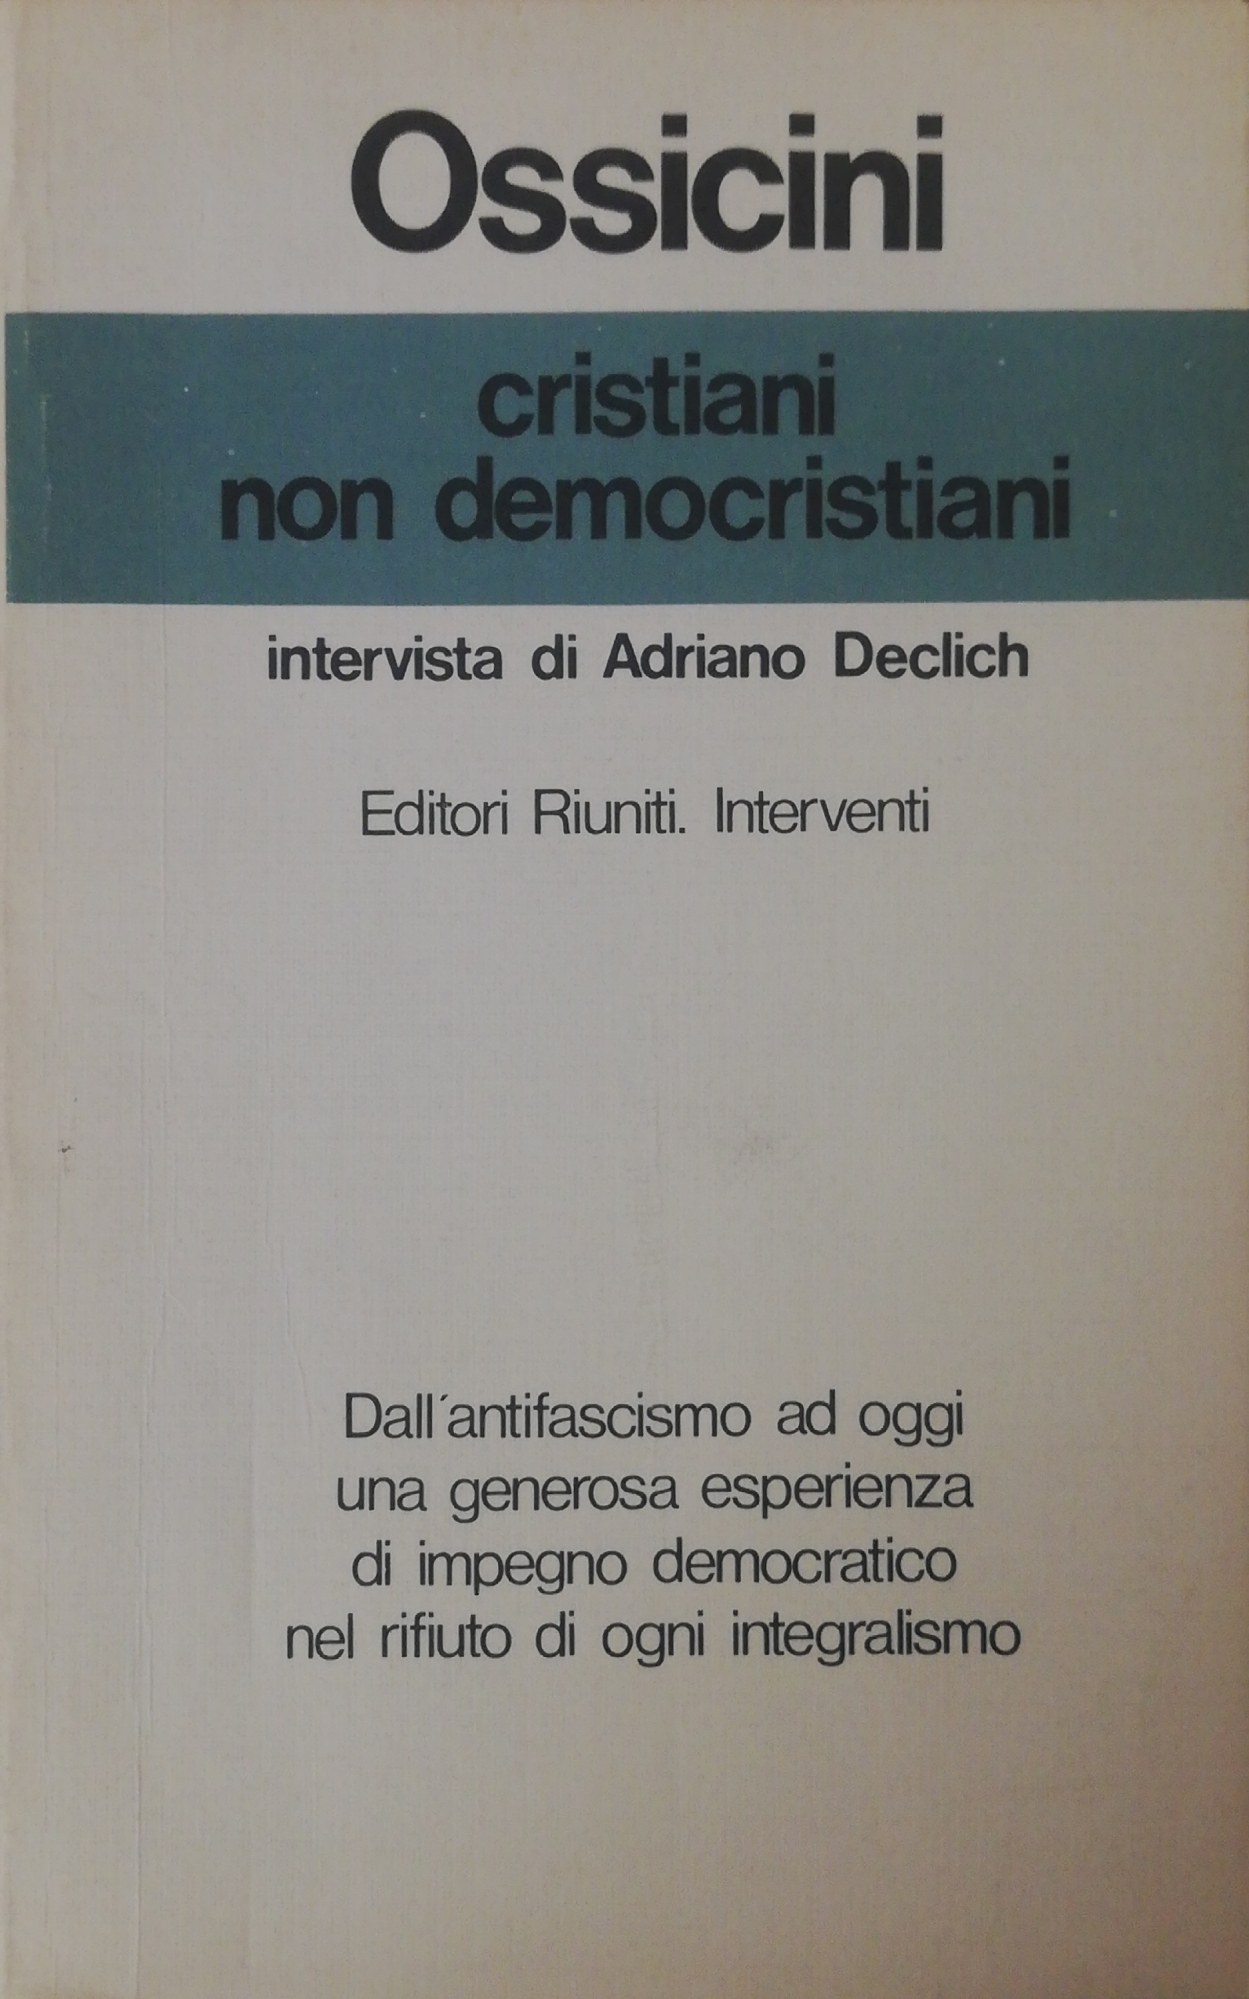 Ossicini
cristiani
non democristiani
intervista di Adriano Declich
Editori Riuniti. Interventi
Dall´antifascismo ad oggi
una generosa esperienza
di impegno democratico
nel rifiuto di ogni integralismo